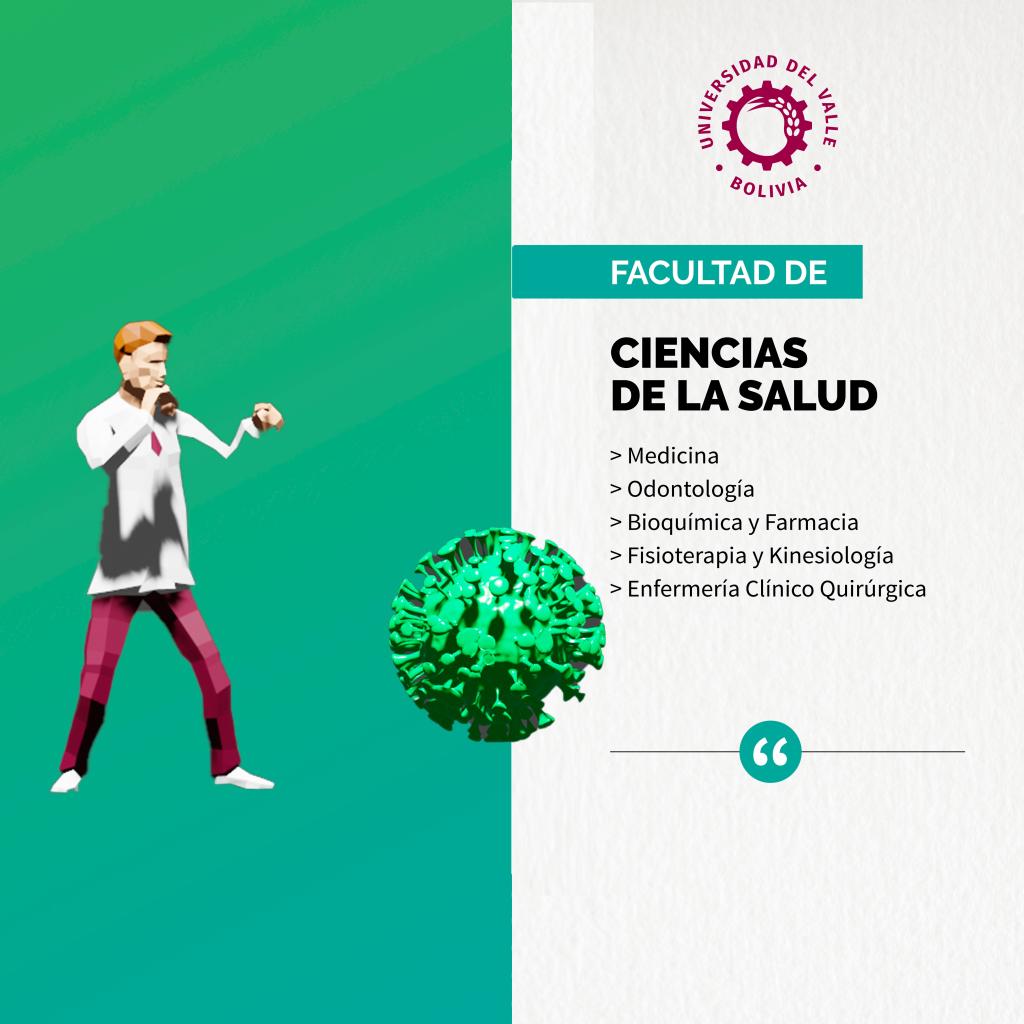 UNIVERSIDAD DEL VALLE
BOLIVIA
FACULTAD DE
CIENCIAS
DE LA SALUD
> Medicina
> Odontología
> Bioquímica y Farmacia
> Fisioterapia y Kinesiología
> Enfermería Clínico Quirúrgica
“